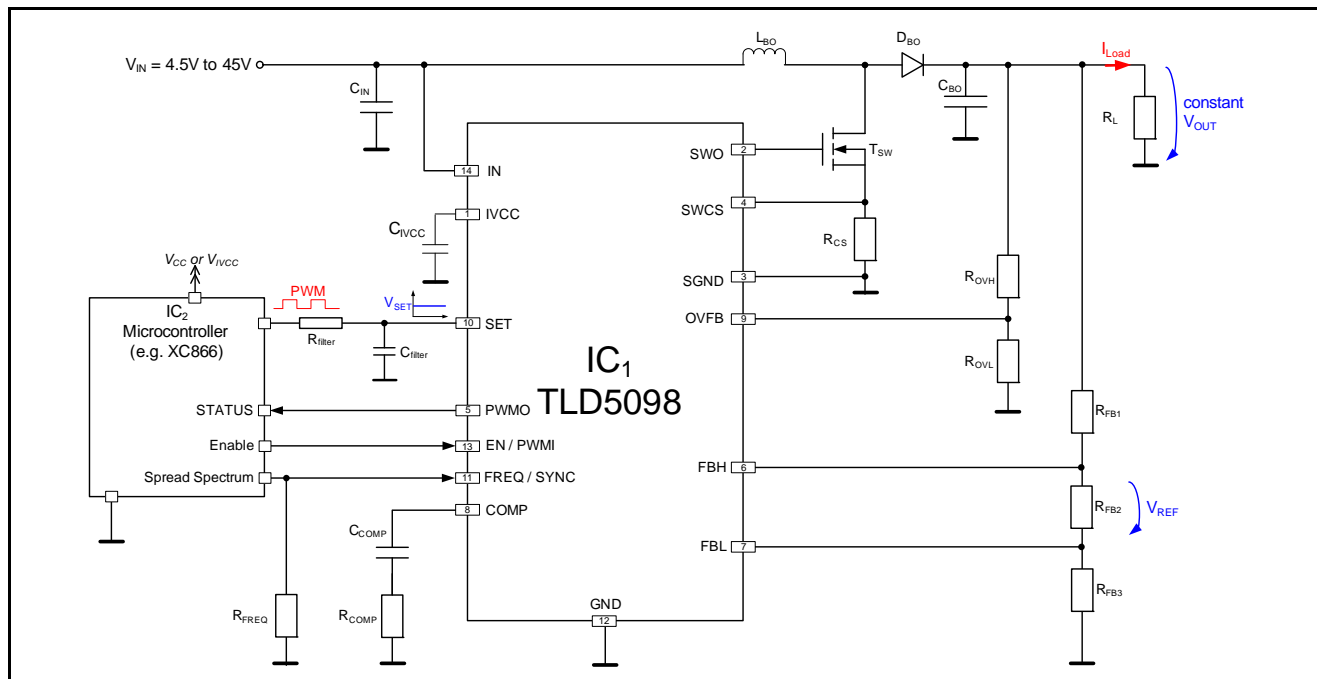 V_IN = 4.5V to 45V
L_BO
D_BO
I_Load
C_IN
C_BO
R_L
constant
V_OUT
SWO
2
T_SW
14
IN
SWCS
4
1
IVCC
C_IVCC
R_CS
V_CC or V_IVCC
SGND
3
R_OVH
PWM
V_SET
IC_2
Microcontroller
(e.g. XC866)
R_filter
10
SET
OVFB
9
C_filter
IC_1
TLD5098
R_OVL
STATUS
5
PWMO
R_FB1
Enable
13
EN / PWMI
FBH
6
Spread Spectrum
11
FREQ / SYNC
8
COMP
R_FB2
V_REF
C_COMP
FBL
7
R_FB3
GND
12
R_FREQ
R_COMP